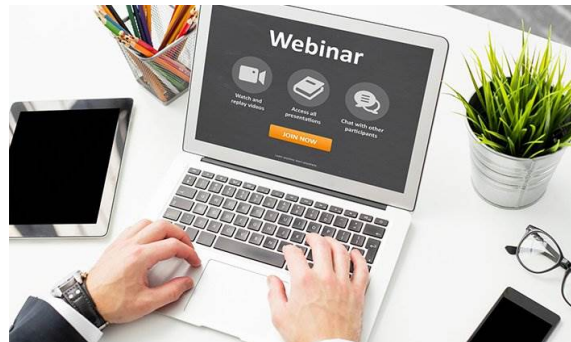 Webinar
Watch and
replay videos
Access all
presentations
Chat with other
participants
JOIN NOW